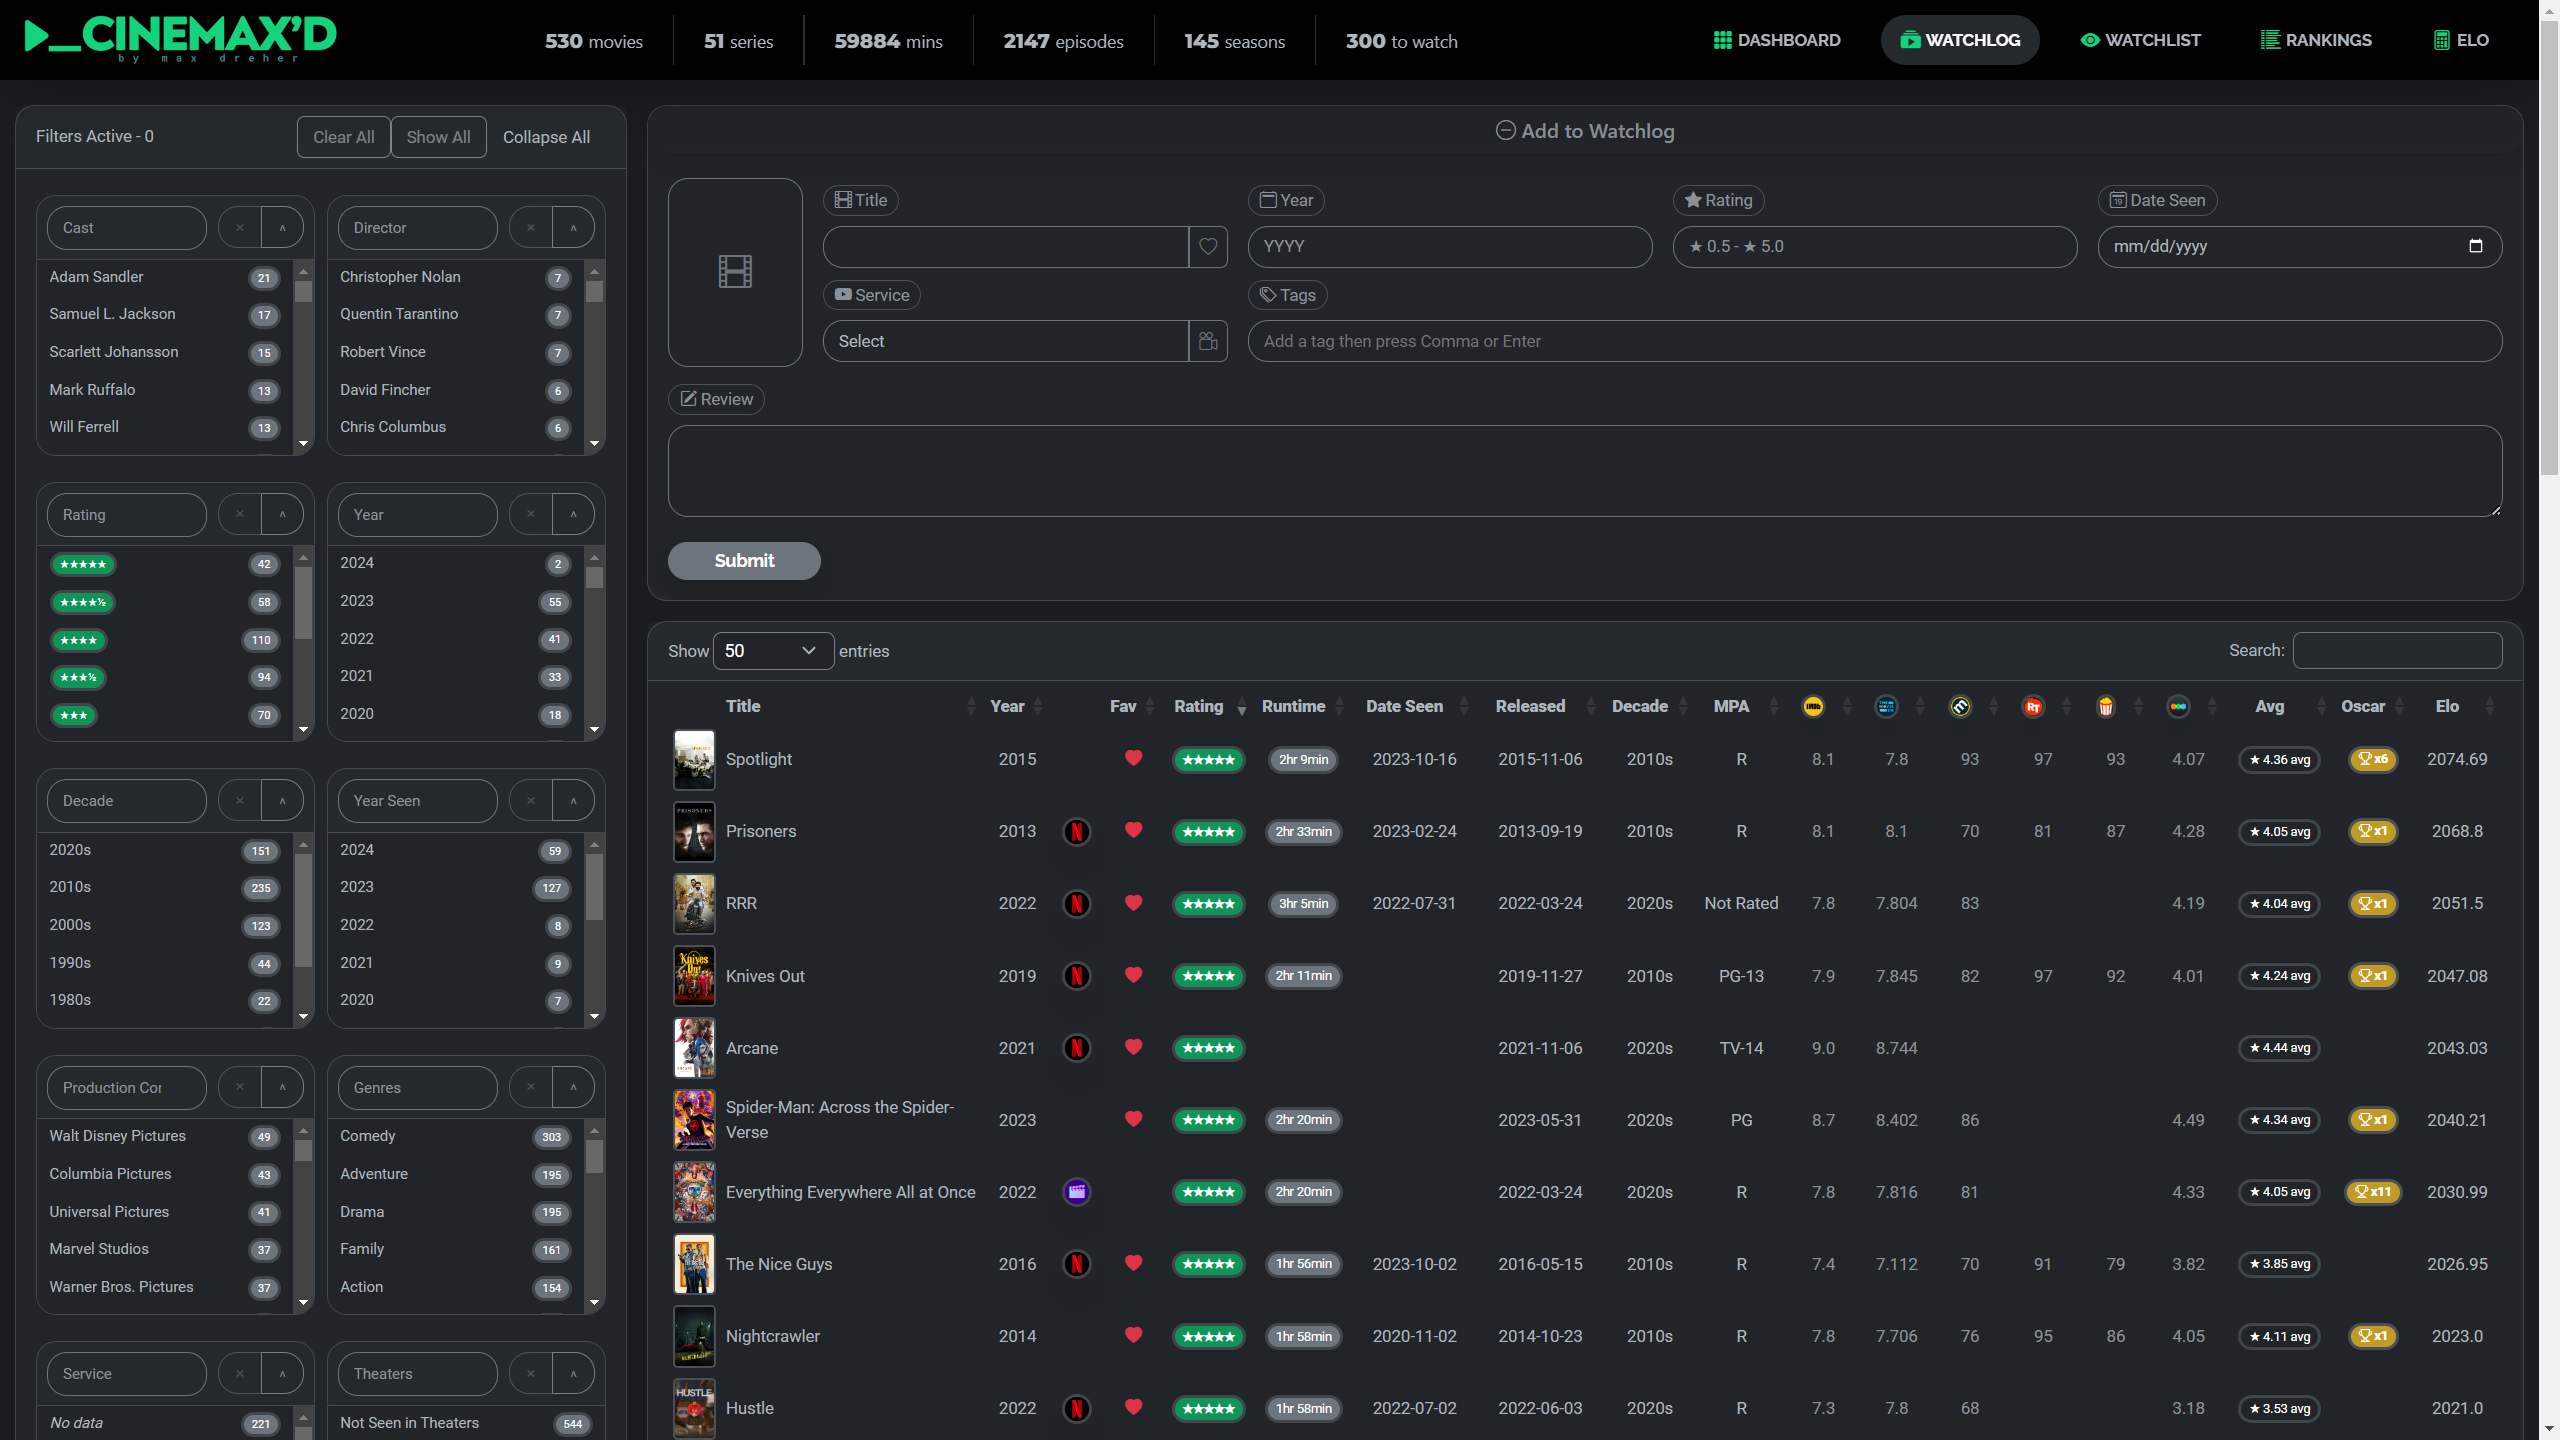 CINEMAX'D
by max dreher
530 movies
51 series
59884 mins
2147 episodes
145 seasons
300 to watch
DASHBOARD
WATCHLOG
WATCHLIST
RANKINGS
ELO
Filters Active - 0
Clear All
Show All
Collapse All
Cast
Adam Sandler 21
Samuel L. Jackson 17
Scarlett Johansson 15
Mark Ruffalo 13
Will Ferrell 13
Director
Christopher Nolan 7
Quentin Tarantino 7
Robert Vince 7
David Fincher 6
Chris Columbus 6
Rating
★★★★★ 42
★★★★½ 58
★★★★ 110
★★★½ 94
★★★ 70
Year
2024 2
2023 55
2022 41
2021 33
2020 18
Decade
2020s 151
2010s 235
2000s 123
1990s 44
1980s 22
Year Seen
2024 59
2023 127
2022 8
2021 9
2020 7
Production Cor
Walt Disney Pictures 49
Columbia Pictures 43
Universal Pictures 41
Marvel Studios 37
Warner Bros. Pictures 37
Genres
Comedy 303
Adventure 195
Drama 195
Family 161
Action 154
Service
No data 221
Theaters
Not Seen in Theaters 544
Add to Watchlog
Title
Year
YYYY
Rating
★ 0.5 - ★ 5.0
Date Seen
mm/dd/yyyy
Service
Select
Tags
Add a tag then press Comma or Enter
Review
Submit
Show 50 entries
Search:
Title Year Fav Rating Runtime Date Seen Released Decade MPA IMDb RT Avg Oscar Elo
Spotlight 2015 ★★★★★ 2hr 9min 2023-10-16 2015-11-06 2010s R 8.1 7.8 93 97 93 4.07 ★ 4.36 avg x6 2074.69
Prisoners 2013 N ★★★★★ 2hr 33min 2023-02-24 2013-09-19 2010s R 8.1 8.1 70 81 87 4.28 ★ 4.05 avg x1 2068.8
RRR 2022 N ★★★★★ 3hr 5min 2022-07-31 2022-03-24 2020s Not Rated 7.8 7.804 83 4.19 ★ 4.04 avg x1 2051.5
Knives Out 2019 N ★★★★★ 2hr 11min 2019-11-27 2010s PG-13 7.9 7.845 82 97 92 4.01 ★ 4.24 avg x1 2047.08
Arcane 2021 N ★★★★★ 2021-11-06 2020s TV-14 9.0 8.744 ★ 4.44 avg 2043.03
Spider-Man: Across the Spider-
Verse 2023 ★★★★★ 2hr 20min 2023-05-31 2020s PG 8.7 8.402 86 4.49 ★ 4.34 avg x1 2040.21
Everything Everywhere All at Once 2022 ★★★★★ 2hr 20min 2022-03-24 2020s R 7.8 7.816 81 4.33 ★ 4.05 avg x11 2030.99
The Nice Guys 2016 N ★★★★★ 1hr 56min 2023-10-02 2016-05-15 2010s R 7.4 7.112 70 91 79 3.82 ★ 3.85 avg 2026.95
Nightcrawler 2014 ★★★★★ 1hr 58min 2020-11-02 2014-10-23 2010s R 7.8 7.706 76 95 86 4.05 ★ 4.11 avg x1 2023.0
Hustle 2022 N ★★★★★ 1hr 58min 2022-07-02 2022-06-03 2020s R 7.3 7.8 68 3.18 ★ 3.53 avg 2021.0